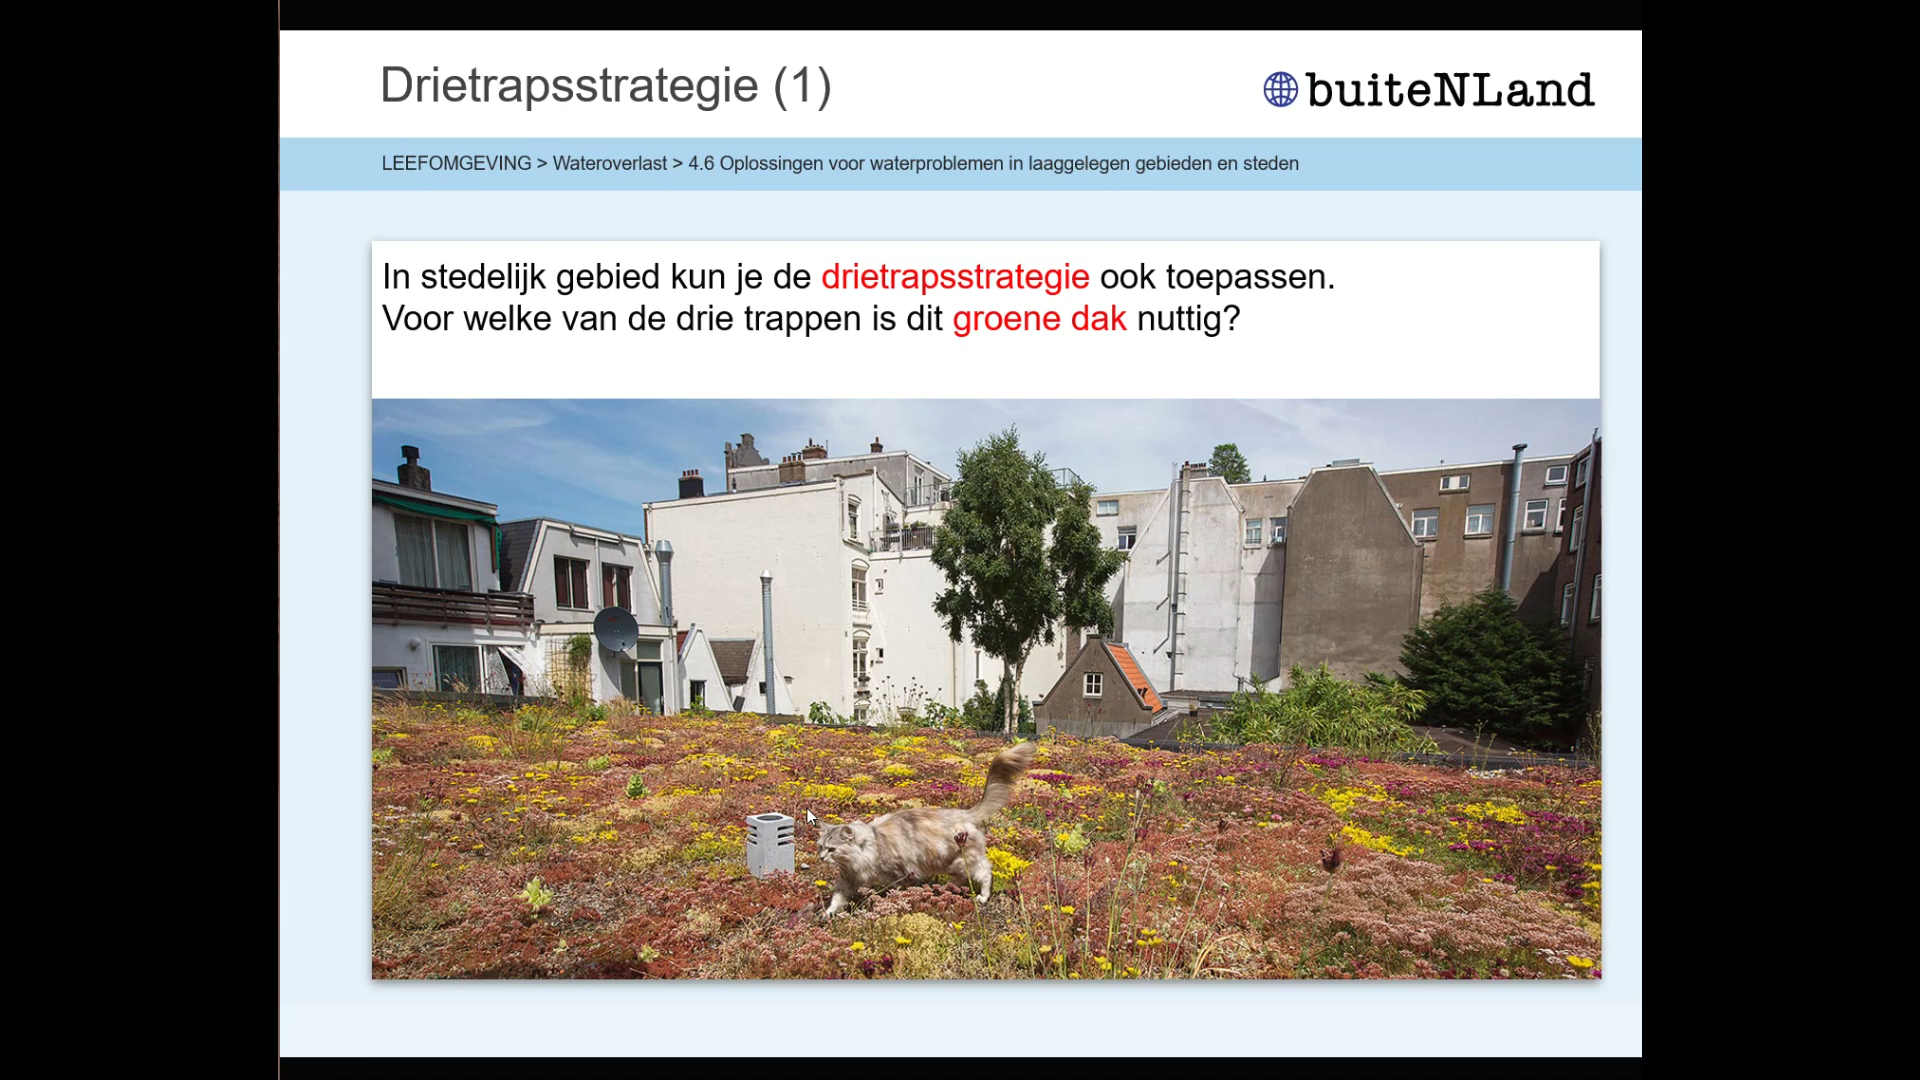 Drietrapsstrategie (1)
buiteNLand
LEEFOMGEVING > Wateroverlast > 4.6 Oplossingen voor waterproblemen in laaggelegen gebieden en steden
In stedelijk gebied kun je de drietrapsstrategie ook toepassen.
Voor welke van de drie trappen is dit groene dak nuttig?